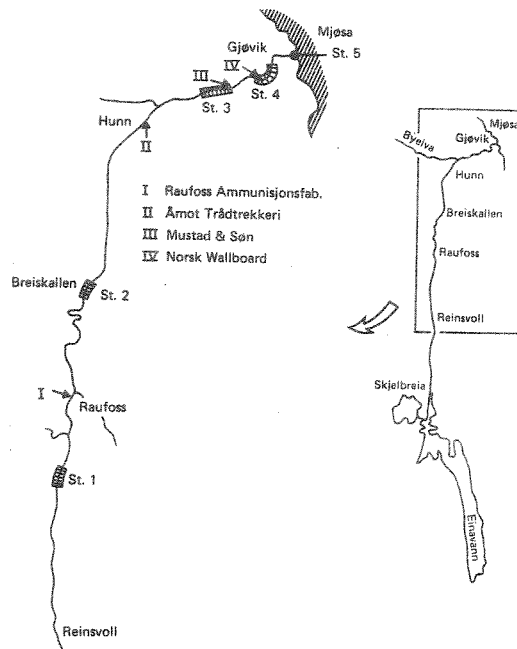 Mjøsa
Gjøvik
St. 5
IV
III
St. 4
St. 3
Hunn
II
I Raufoss Ammunisjonsfab.
II Åmot Trådtrekkeri
III Mustad & Søn
IV Norsk Wallboard
Breiskallen
St. 2
I
Raufoss
St. 1
Reinsvoll
Mjøsa
Gjøvik
Byelva
Hunn
Breiskallen
Raufoss
Reinsvoll
Skjelbreia
Einavann